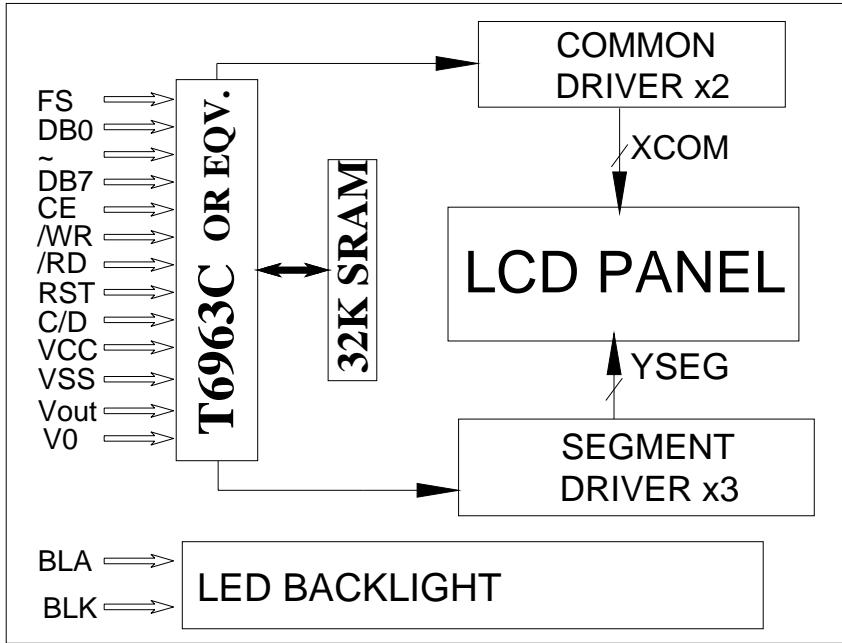 FS
DB0
~
DB7
CE
/WR
/RD
RST
C/D
VCC
VSS
Vout
V0
T6963C OR EQV.
32K SRAM
COMMON
DRIVER x2
XCOM
LCD PANEL
YSEG
SEGMENT
DRIVER x3
BLA
BLK
LED BACKLIGHT